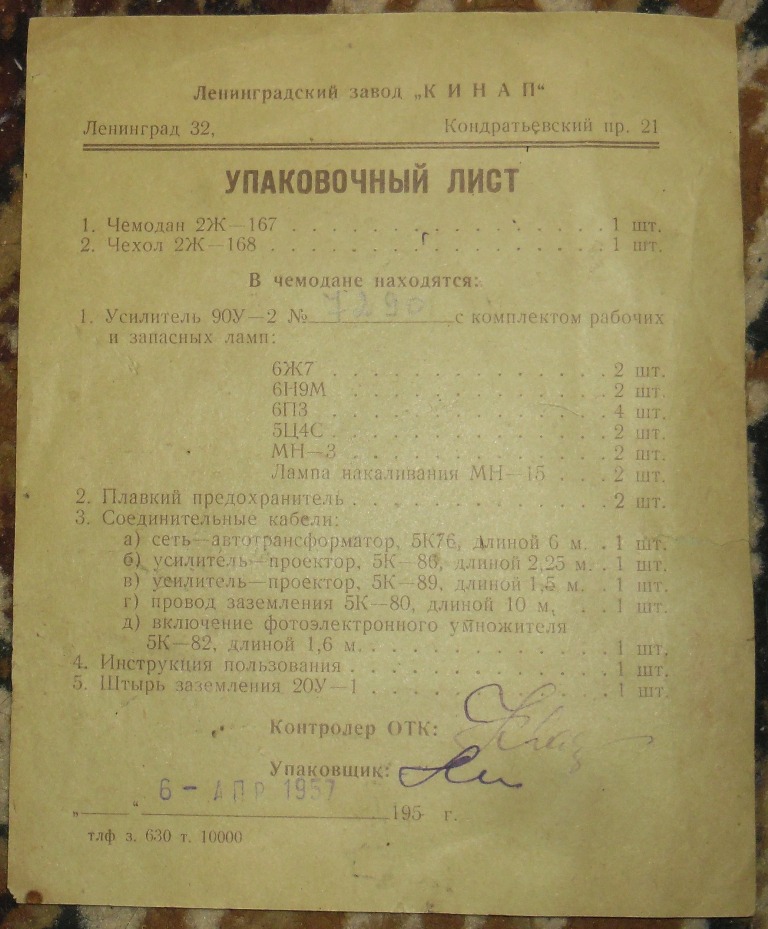 Ленинградский завод „КИНАП“
Ленинград 32, Кондратьевский пр. 21
УПАКОВОЧНЫЙ ЛИСТ
1. Чемодан 2Ж—167 . . . . . . . . . . . . . . . . 1 шт.
2. Чехол 2Ж—168 . . . . . . . . . . . . . . . . . 1 шт.
В чемодане находятся:
1. Усилитель 90У—2 № с комплектом рабочих
и запасных ламп:
6Ж7 . . . . . . . . . . . . . . 2 шт.
6Н9М . . . . . . . . . . . . . 2 шт.
6П3 . . . . . . . . . . . . . . 4 шт.
5Ц4С . . . . . . . . . . . . . 2 шт.
МН—3 . . . . . . . . . . . . . 2 шт.
Лампа накаливания МН—15 . . . 2 шт.
2. Плавкий предохранитель . . . . . . . . . . . . 2 шт.
3. Соединительные кабели:
а) сеть—автотрансформатор, 5К76, длиной 6 м. . 1 шт.
б) усилитель—проектор, 5К—86, длиной 2,25 м. . 1 шт.
в) усилитель—проектор, 5К—89, длиной 1,5 м. . 1 шт.
г) провод заземления 5К—80, длиной 10 м, . . 1 шт.
д) включение фотоэлектронного умножителя
5К—82, длиной 1,6 м. . . . . . . . . . . . . 1 шт.
4. Инструкция пользования . . . . . . . . . . . . 1 шт.
5. Штырь заземления 20У—1 . . . . . . . . . . . . 1 шт.
Контролер ОТК:
Упаковщик:
6 — АПР 1957
„ “ 195 г.
тлф з. 630 т. 10000